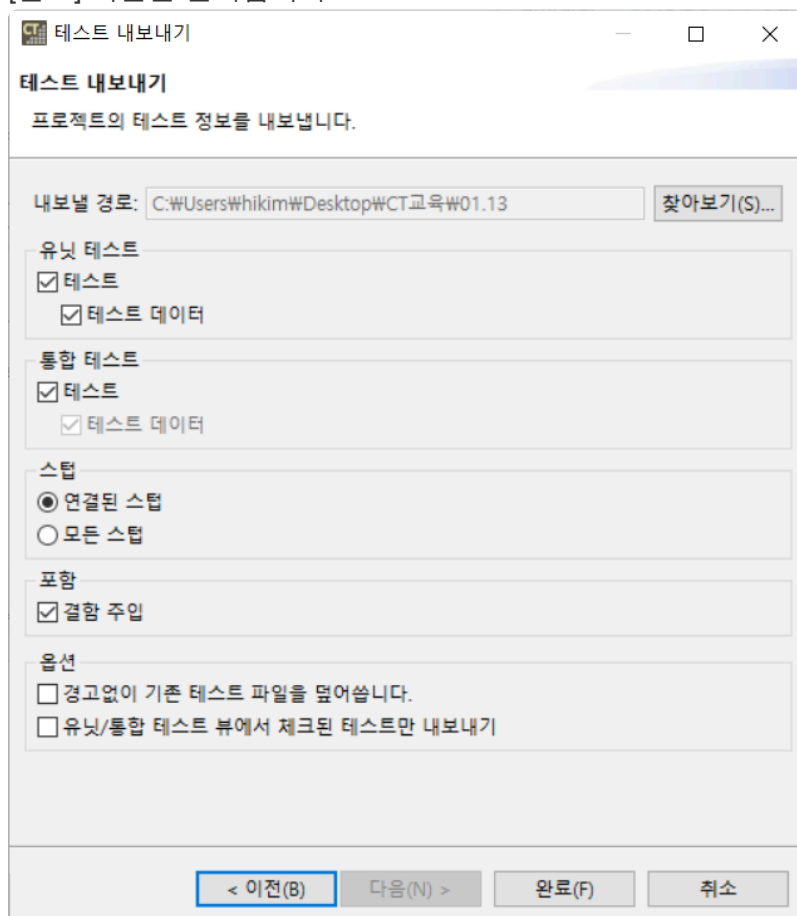 테스트 내보내기
테스트 내보내기
프로젝트의 테스트 정보를 내보냅니다.
내보낼 경로: C:₩Users₩hikim₩Desktop₩CT교육₩01.13 찾아보기(S)...
유닛 테스트
테스트
테스트 데이터
통합 테스트
테스트
테스트 데이터
스텁
연결된 스텁
모든 스텁
포함
결함 주입
옵션
경고없이 기존 테스트 파일을 덮어씁니다.
유닛/통합 테스트 뷰에서 체크된 테스트만 내보내기
< 이전(B) 다음(N) > 완료(F) 취소